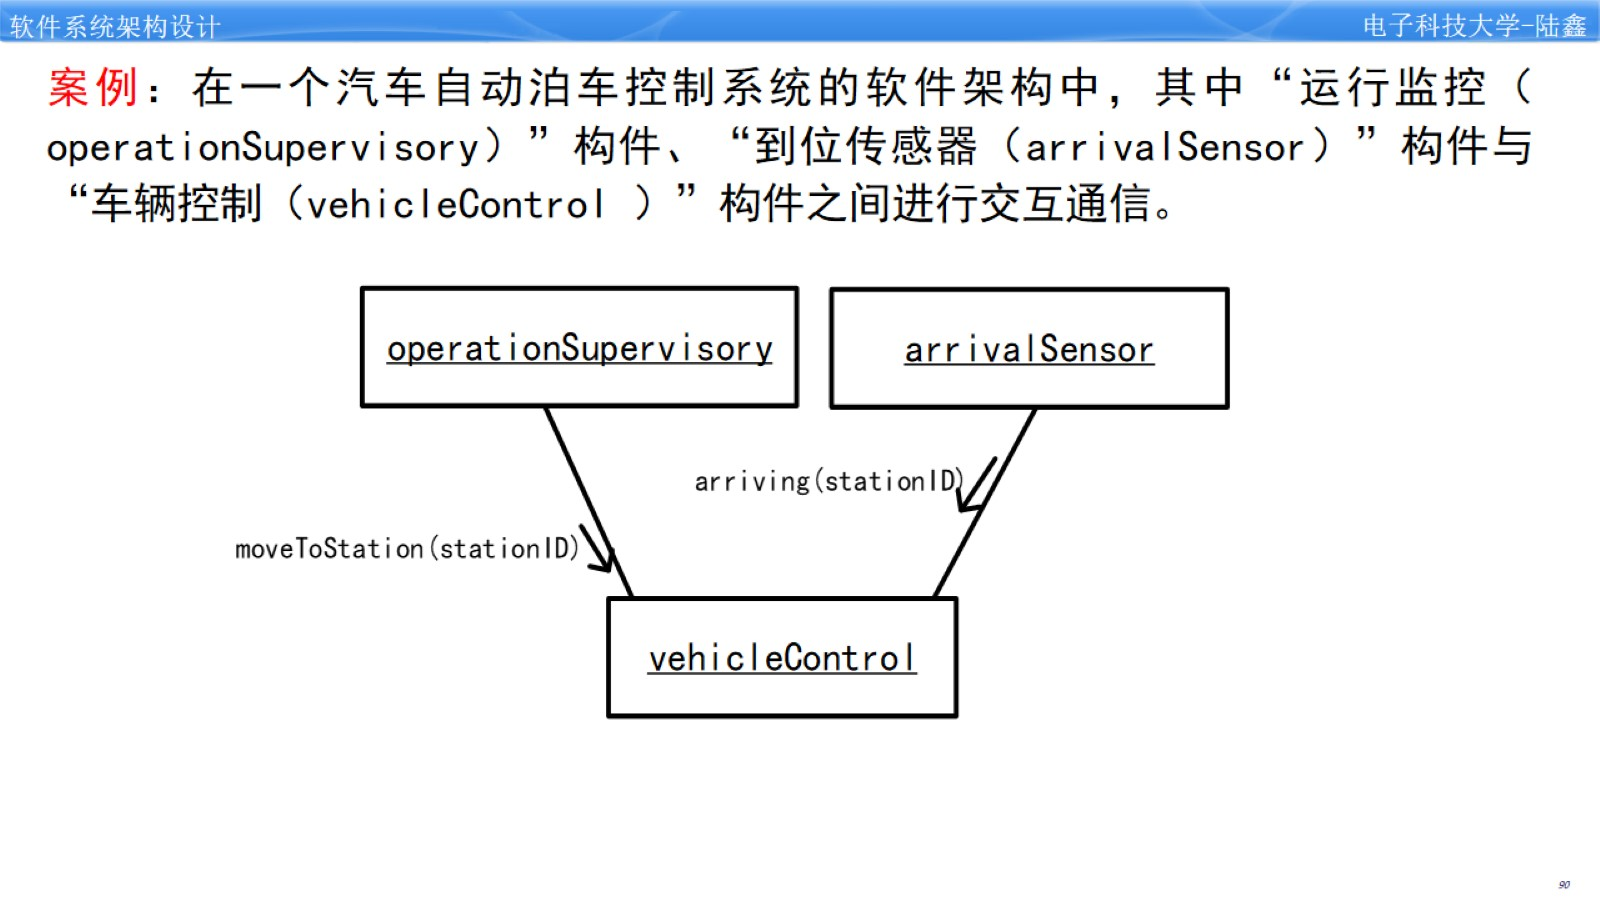 软件系统架构设计
电子科技大学-陆鑫
案例：在一个汽车自动泊车控制系统的软件架构中，其中“运行监控（
operationSupervisory）”构件、“到位传感器（arrivalSensor）”构件与
“车辆控制（vehicleControl ）”构件之间进行交互通信。
operationSupervisory
arrivalSensor
arriving(stationID)
moveToStation(stationID)
vehicleControl
90